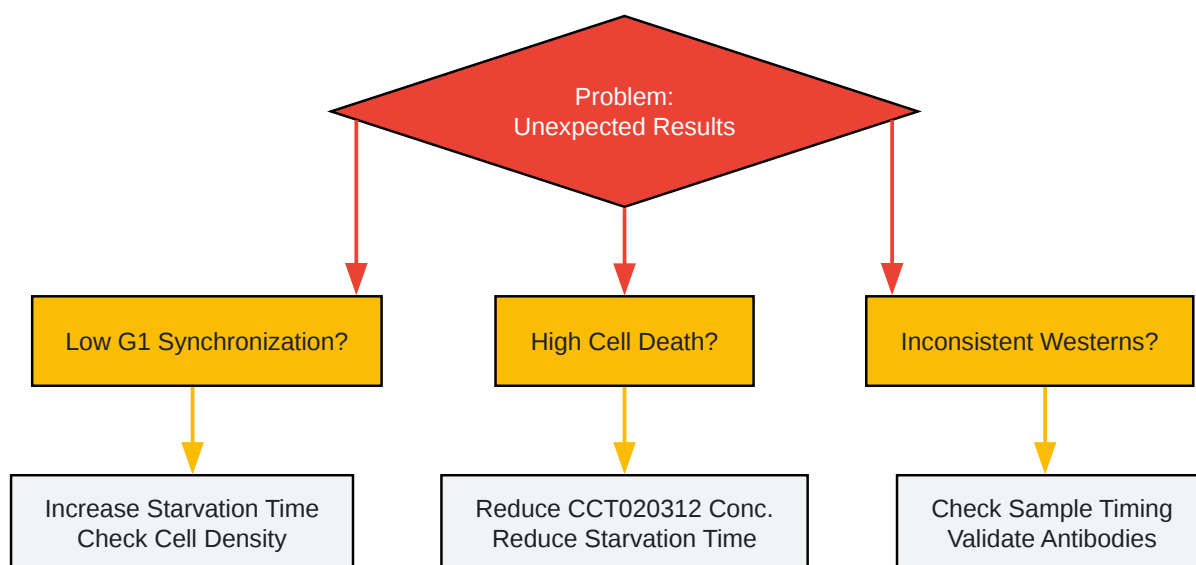 Problem:
Unexpected Results
Low G1 Synchronization?
High Cell Death?
Inconsistent Westerns?
Increase Starvation Time
Check Cell Density
Reduce CCT020312 Conc.
Reduce Starvation Time
Check Sample Timing
Validate Antibodies